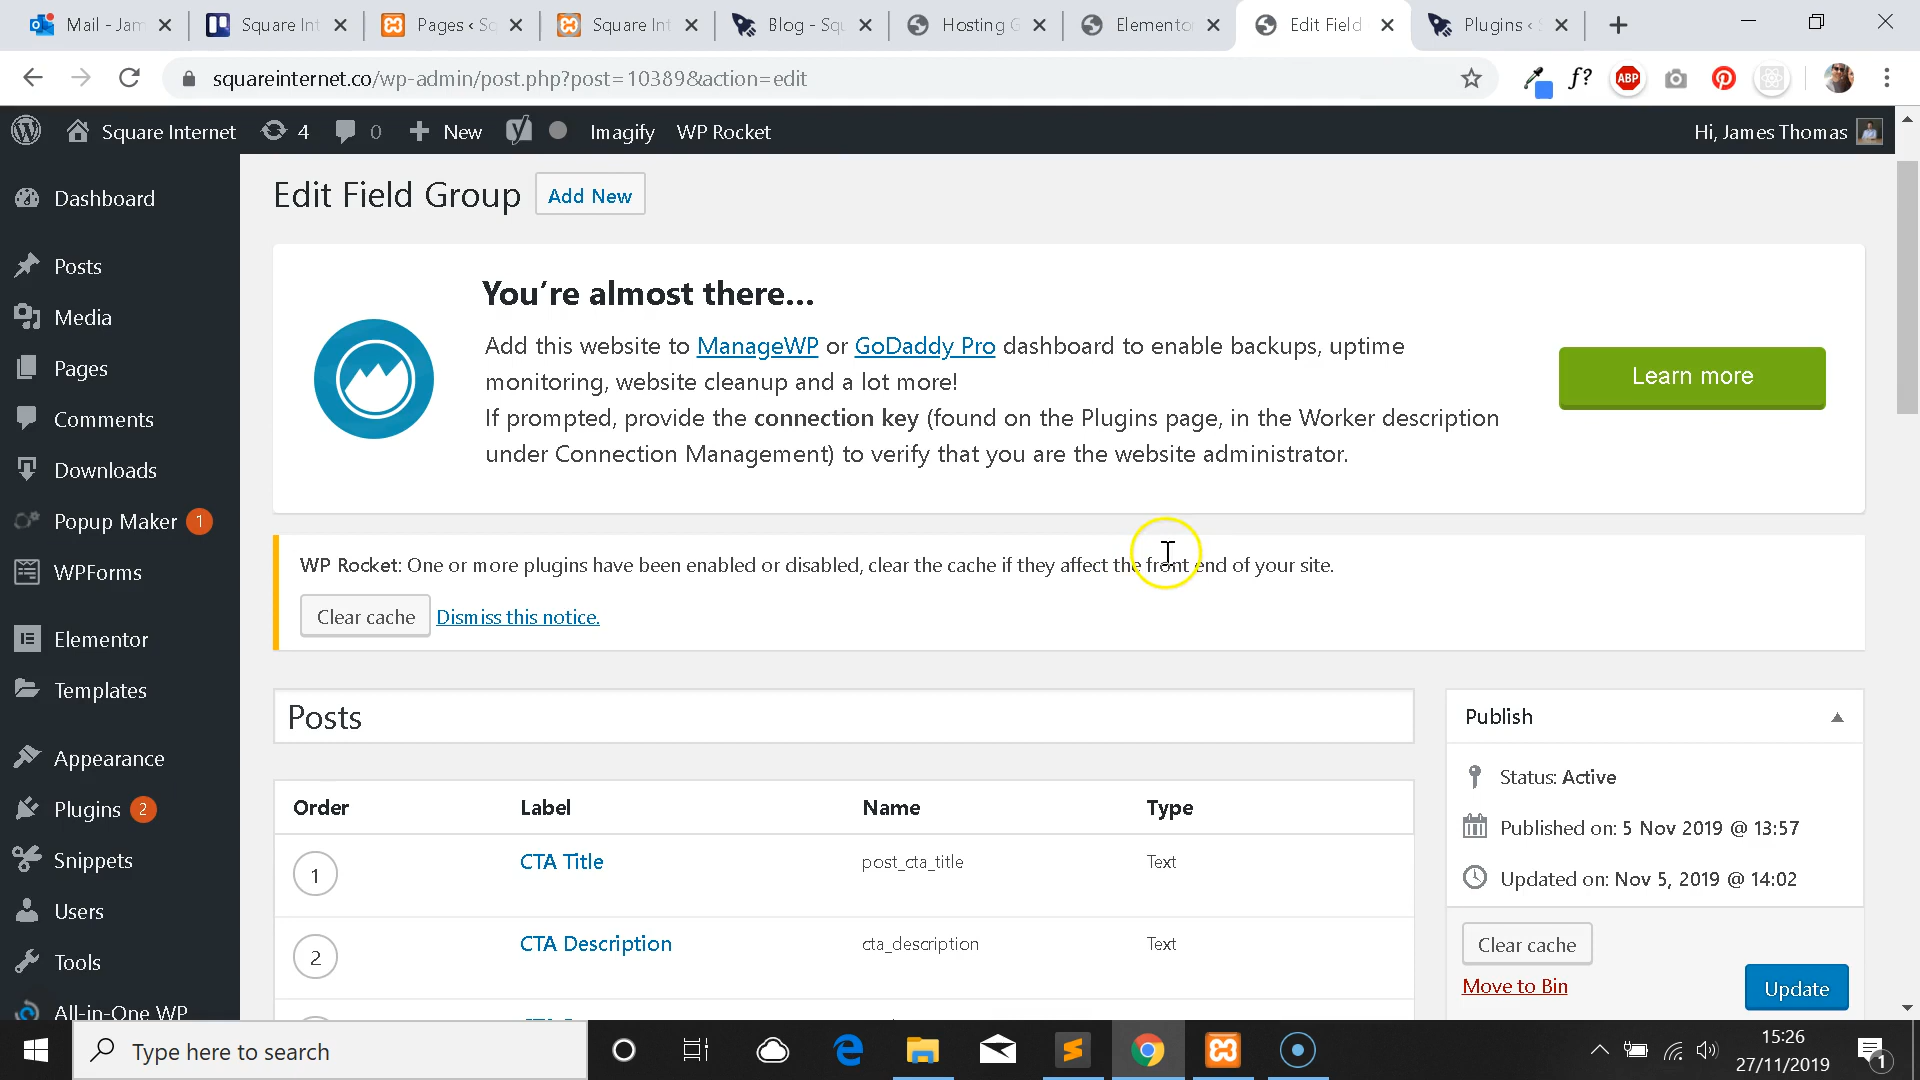 Mail - Jam
Square Int
Pages ‹ Sq
Square Int
Blog - Squ
Hosting G
Elemento
Edit Field
Plugins ‹
squareinternet.co/wp-admin/post.php?post=10389&action=edit
f?
ABP
Square Internet
4
0
New
Imagify
WP Rocket
Hi, James Thomas
Dashboard
Posts
Media
Pages
Comments
Downloads
Popup Maker 1
WPForms
Elementor
Templates
Appearance
Plugins 2
Snippets
Users
Tools
All-in-One WP
Edit Field Group
Add New
You're almost there...
Add this website to ManageWP or GoDaddy Pro dashboard to enable backups, uptime
monitoring, website cleanup and a lot more!
If prompted, provide the connection key (found on the Plugins page, in the Worker description
under Connection Management) to verify that you are the website administrator.
Learn more
WP Rocket: One or more plugins have been enabled or disabled, clear the cache if they affect the front end of your site.
Clear cache
Dismiss this notice.
Posts
Order Label Name Type
1 CTA Title post_cta_title Text
2 CTA Description cta_description Text
Publish
Status: Active
Published on: 5 Nov 2019 @ 13:57
Updated on: Nov 5, 2019 @ 14:02
Clear cache
Move to Bin
Update
Type here to search
15:26
27/11/2019
1